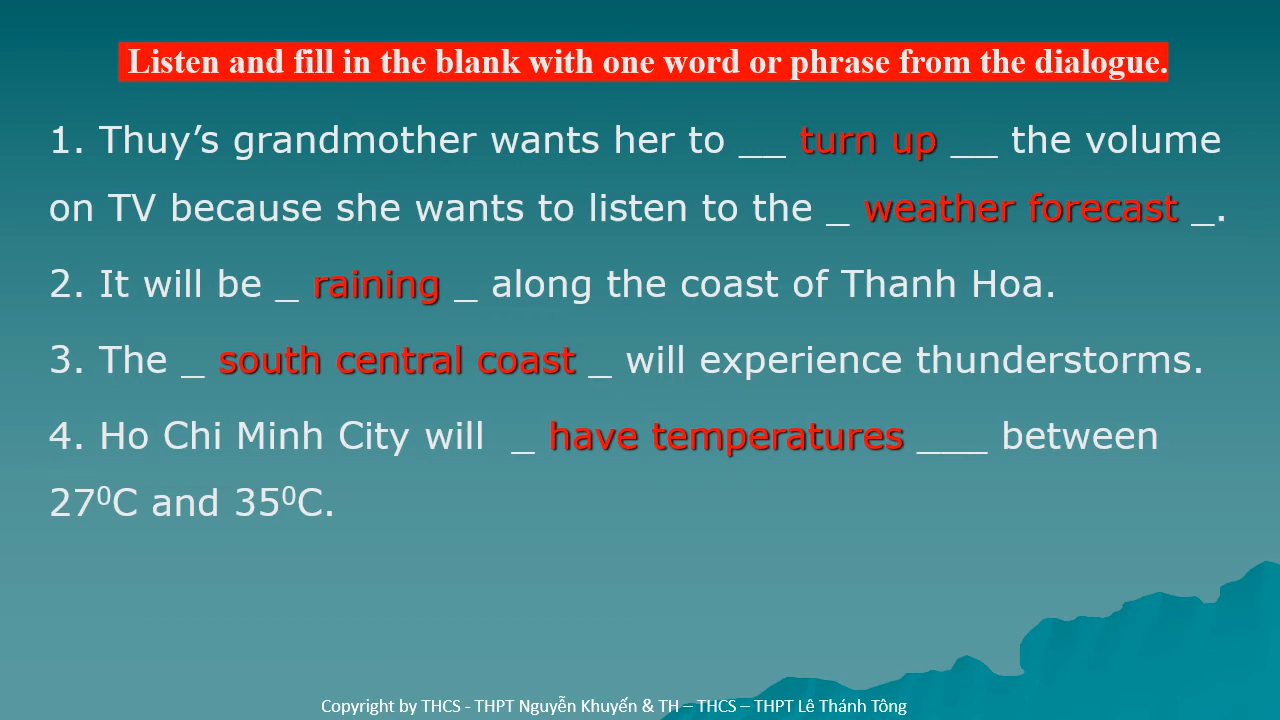 Listen and fill in the blank with one word or phrase from the dialogue.
1. Thuy’s grandmother wants her to __ turn up __ the volume
on TV because she wants to listen to the _ weather forecast _.
2. It will be _ raining _ along the coast of Thanh Hoa.
3. The _ south central coast _ will experience thunderstorms.
4. Ho Chi Minh City will _ have temperatures ___ between
27⁰C and 35⁰C.
Copyright by THCS - THPT Nguyễn Khuyến & TH – THCS – THPT Lê Thánh Tông